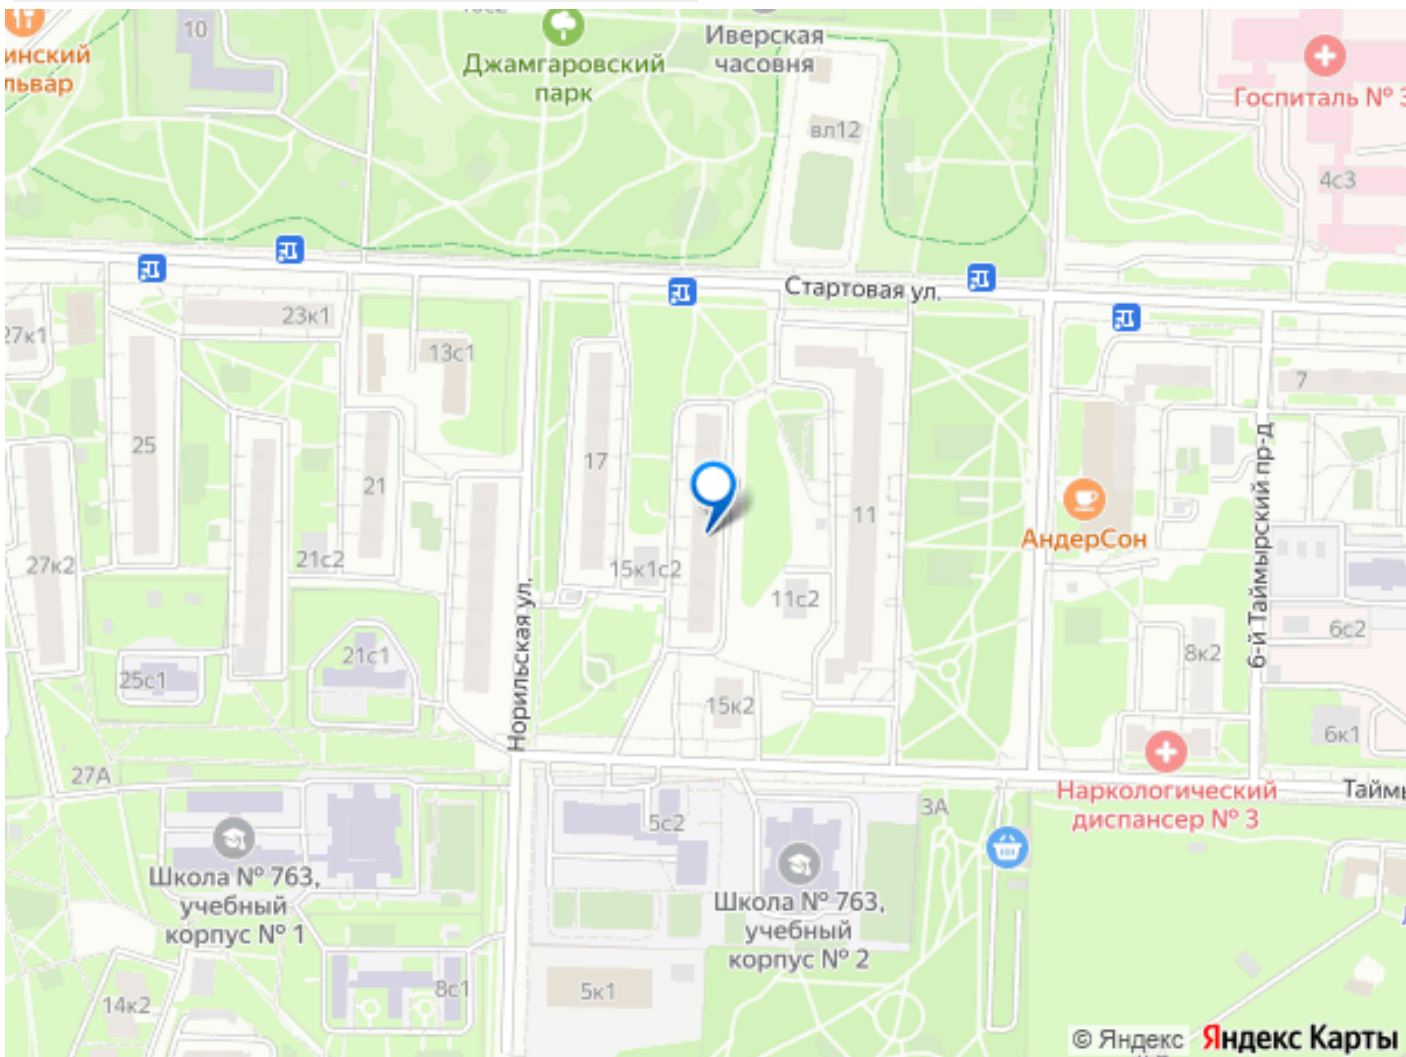 10
Джамгаровский
парк
Иверская
часовня
инский
львар
вл12
Госпиталь № 3
4с3
Стартовая ул.
27к1
23к1
13с1
7
25
17
21
11
АндерСон
6-й Таймырский пр-д
27к2
21с2
15к1с2
11с2
Норильская ул.
6с2
25с1
21с1
8к2
15к2
6к1
27А
Наркологический
диспансер № 3
Таймы
5с2
3А
Школа № 763,
учебный
корпус № 1
Школа № 763,
учебный
корпус № 2
14к2
8с1
5к1
© Яндекс Яндекс Карты